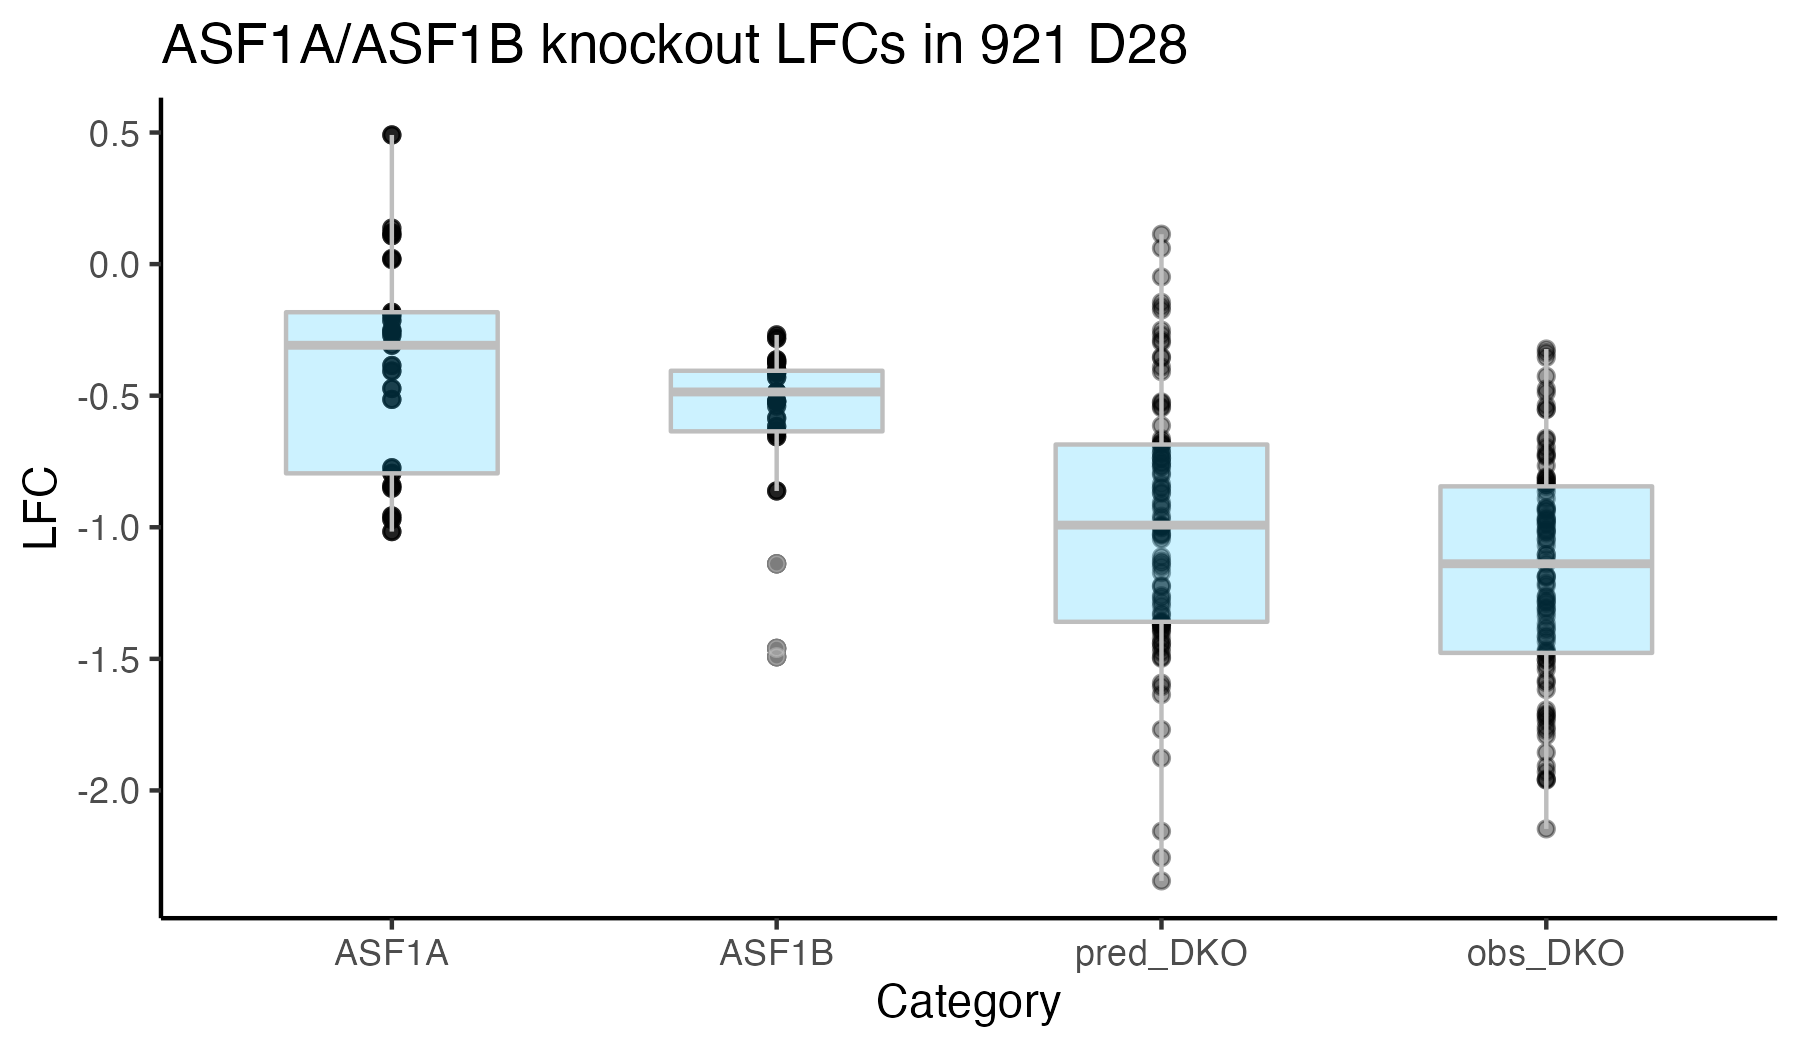 ASF1A/ASF1B knockout LFCs in 921 D28
LFC
0.5
0.0
-0.5
-1.0
-1.5
-2.0
ASF1A ASF1B pred_DKO obs_DKO
Category